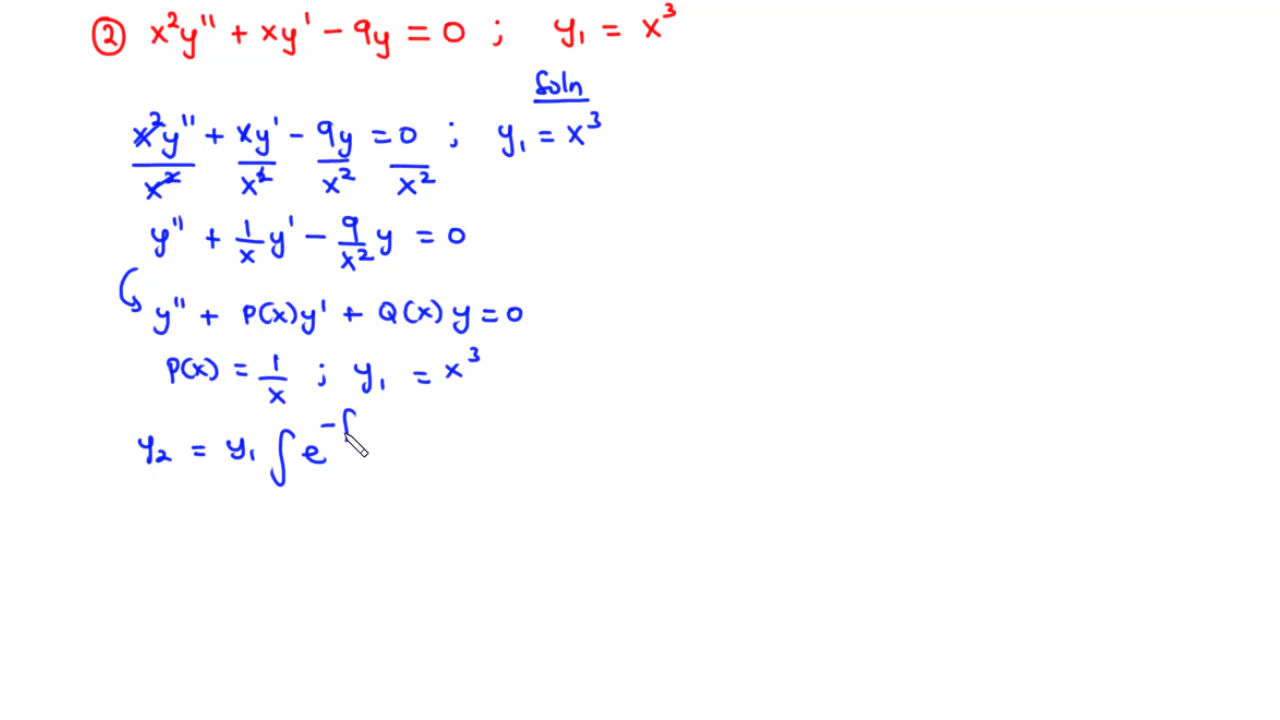 ② x²y'' + xy' - 9y = 0 ; y₁ = x³
Soln
x²y''/x² + xy'/x² - 9y/x² = 0/x² ; y₁ = x³
y'' + 1/x y' - 9/x² y = 0
y'' + P(x)y' + Q(x)y = 0
P(x) = 1/x ; y₁ = x³
y₂ = y₁ ∫ e^-∫